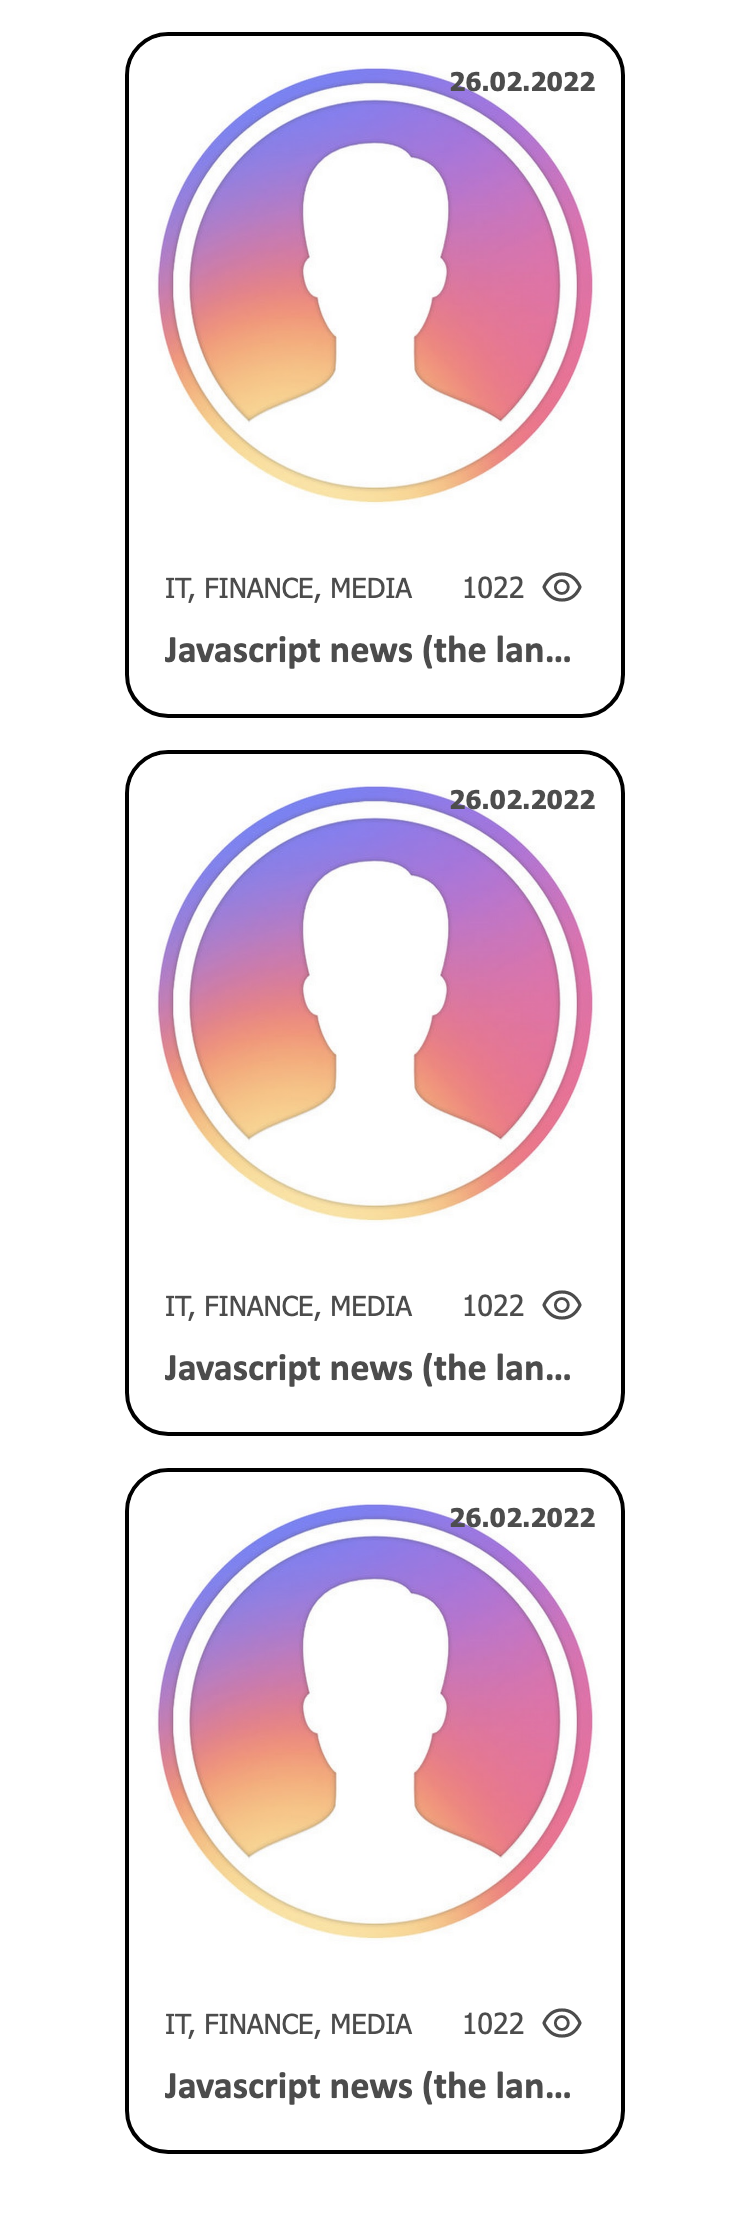 26.02.2022
IT, FINANCE, MEDIA 1022
Javascript news (the lan...
26.02.2022
IT, FINANCE, MEDIA 1022
Javascript news (the lan...
26.02.2022
IT, FINANCE, MEDIA 1022
Javascript news (the lan...